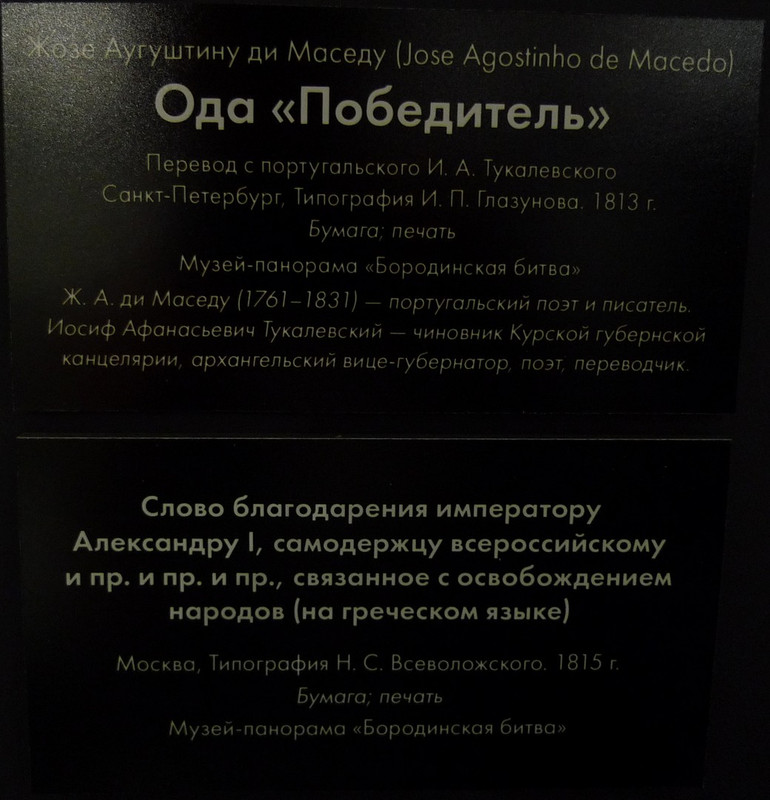 Жозе Аугуштину ди Маседу (Jose Agostinho de Macedo)
Ода «Победитель»
Перевод с португальского И. А. Тукалевского
Санкт-Петербург, Типография И. П. Глазунова. 1813 г.
Бумага; печать
Музей-панорама «Бородинская битва»
Ж. А. ди Маседу (1761–1831) — португальский поэт и писатель.
Иосиф Афанасьевич Тукалевский — чиновник Курской губернской
канцелярии, архангельский вице-губернатор, поэт, переводчик.
Слово благодарения императору
Александру I, самодержцу всероссийскому
и пр. и пр. и пр., связанное с освобождением
народов (на греческом языке)
Москва, Типография Н. С. Всеволожского. 1815 г.
Бумага; печать
Музей-панорама «Бородинская битва»